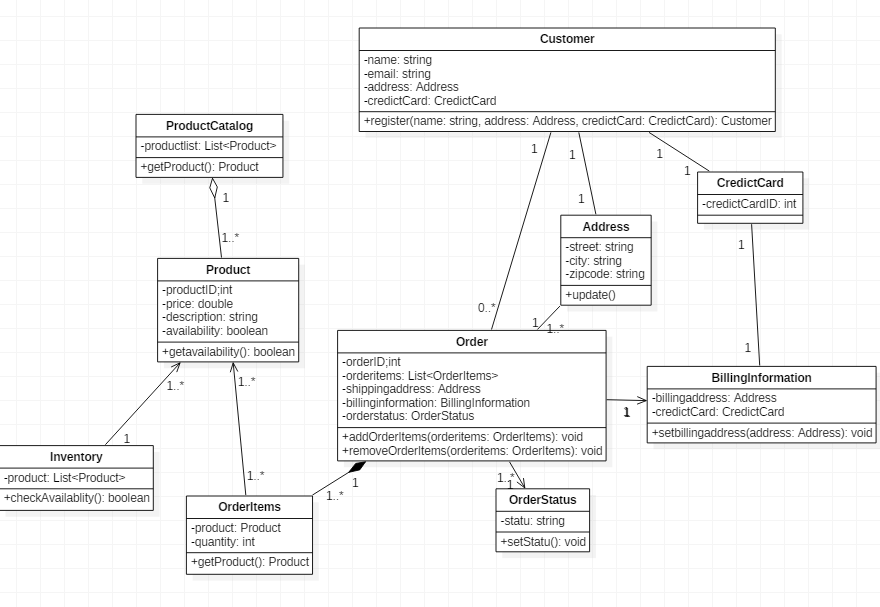 Customer
-name: string
-email: string
-address: Address
-credictCard: CredictCard
+register(name: string, address: Address, credictCard: CredictCard): Customer
ProductCatalog
-productlist: List<Product>
+getProduct(): Product
1
1
1
1
1
CredictCard
-credictCardID: int
1
1
1..*
Address
-street: string
-city: string
-zipcode: string
+update()
1
Product
-productID;int
-price: double
-description: string
-availability: boolean
+getavailability(): boolean
0..*
1
1..*
Order
-orderID;int
-orderitems: List<OrderItems>
-shippingaddress: Address
-billinginformation: BillingInformation
-orderstatus: OrderStatus
+addOrderItems(orderitems: OrderItems): void
+removeOrderItems(orderitems: OrderItems): void
1
BillingInformation
-billingaddress: Address
-credictCard: CredictCard
+setbillingaddress(address: Address): void
1
1
1..*
1..*
1
Inventory
-product: List<Product>
+checkAvailablity(): boolean
1..*
1
1..*
1..*
1
OrderItems
-product: Product
-quantity: int
+getProduct(): Product
OrderStatus
-statu: string
+setStatu(): void